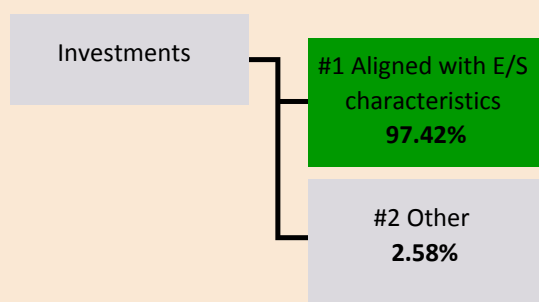 Investments
#1 Aligned with E/S
characteristics
97.42%
#2 Other
2.58%